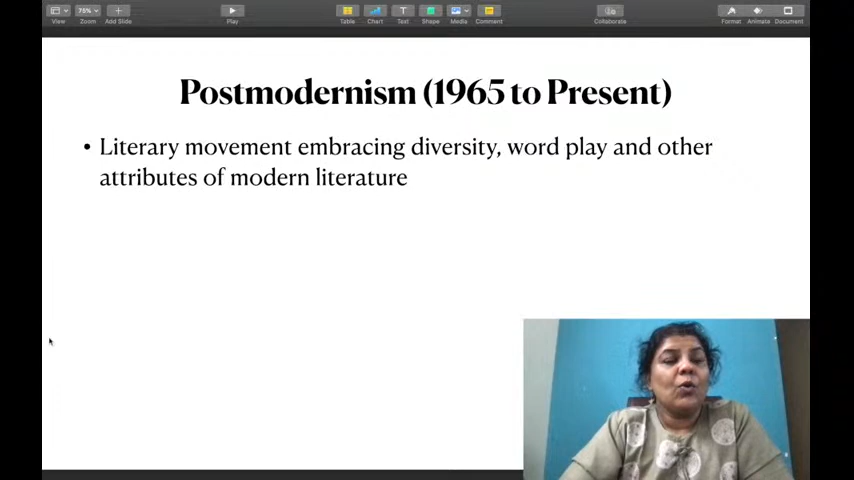 View Zoom Add Slide Play Table Chart Text Shape Media Comment Collaborate Format Animate Document
75%
T
Postmodernism (1965 to Present)
• Literary movement embracing diversity, word play and other
attributes of modern literature